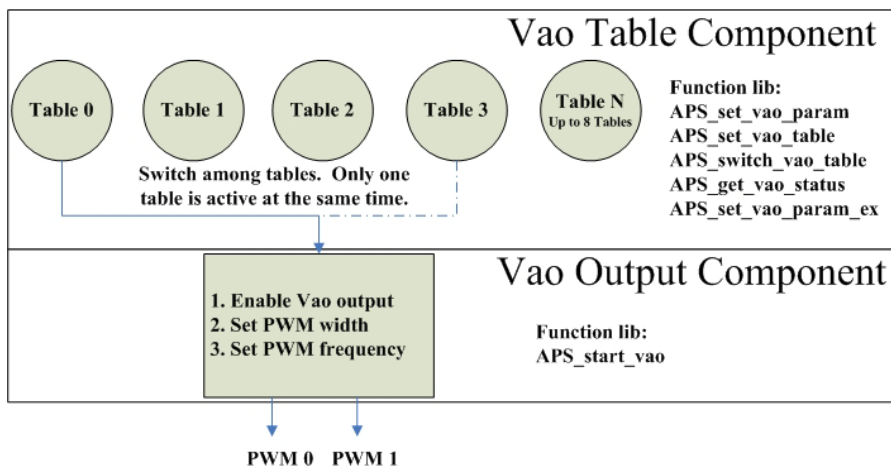 Vao Table Component
Table 0
Table 1
Table 2
Table 3
Table N
Up to 8 Tables
Function lib:
APS_set_vao_param
APS_set_vao_table
APS_switch_vao_table
APS_get_vao_status
APS_set_vao_param_ex
Switch among tables.  Only one
table is active at the same time.
Vao Output Component
1. Enable Vao output
2. Set PWM width
3. Set PWM frequency
Function lib:
APS_start_vao
PWM 0
PWM 1